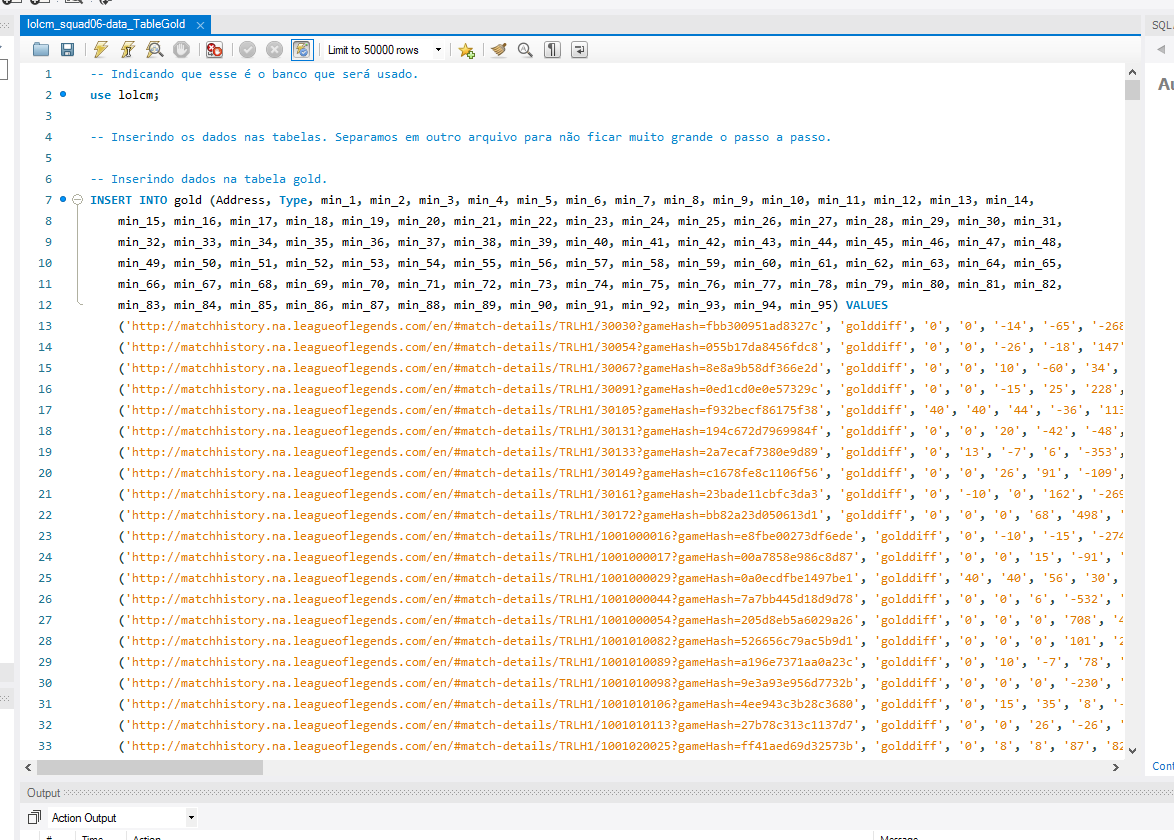 lolcm_squad06-data_TableGold
SQL
Limit to 50000 rows
1 -- Indicando que esse é o banco que será usado.
2 use lolcm;
3
4 -- Inserindo os dados nas tabelas. Separamos em outro arquivo para não ficar muito grande o passo a passo.
5
6 -- Inserindo dados na tabela gold.
7 INSERT INTO gold (Address, Type, min_1, min_2, min_3, min_4, min_5, min_6, min_7, min_8, min_9, min_10, min_11, min_12, min_13, min_14,
8 min_15, min_16, min_17, min_18, min_19, min_20, min_21, min_22, min_23, min_24, min_25, min_26, min_27, min_28, min_29, min_30, min_31,
9 min_32, min_33, min_34, min_35, min_36, min_37, min_38, min_39, min_40, min_41, min_42, min_43, min_44, min_45, min_46, min_47, min_48,
10 min_49, min_50, min_51, min_52, min_53, min_54, min_55, min_56, min_57, min_58, min_59, min_60, min_61, min_62, min_63, min_64, min_65,
11 min_66, min_67, min_68, min_69, min_70, min_71, min_72, min_73, min_74, min_75, min_76, min_77, min_78, min_79, min_80, min_81, min_82,
12 min_83, min_84, min_85, min_86, min_87, min_88, min_89, min_90, min_91, min_92, min_93, min_94, min_95) VALUES
13 ('http://matchhistory.na.leagueoflegends.com/en/#match-details/TRLH1/30030?gameHash=fbb300951ad8327c', 'golddiff', '0', '0', '-14', '-65', '-268
14 ('http://matchhistory.na.leagueoflegends.com/en/#match-details/TRLH1/30054?gameHash=055b17da8456fdc8', 'golddiff', '0', '0', '-26', '-18', '147'
15 ('http://matchhistory.na.leagueoflegends.com/en/#match-details/TRLH1/30067?gameHash=8e8a9b58df366e2d', 'golddiff', '0', '0', '10', '-60', '34',
16 ('http://matchhistory.na.leagueoflegends.com/en/#match-details/TRLH1/30091?gameHash=0ed1cd0e0e57329c', 'golddiff', '0', '0', '-15', '25', '228',
17 ('http://matchhistory.na.leagueoflegends.com/en/#match-details/TRLH1/30105?gameHash=f932becf86175f38', 'golddiff', '40', '40', '44', '-36', '113
18 ('http://matchhistory.na.leagueoflegends.com/en/#match-details/TRLH1/30131?gameHash=194c672d7969984f', 'golddiff', '0', '0', '20', '-42', '-48',
19 ('http://matchhistory.na.leagueoflegends.com/en/#match-details/TRLH1/30133?gameHash=2a7ecaf7380e9d89', 'golddiff', '0', '13', '-7', '6', '-353',
20 ('http://matchhistory.na.leagueoflegends.com/en/#match-details/TRLH1/30149?gameHash=c1678fe8c1106f56', 'golddiff', '0', '0', '26', '91', '-109',
21 ('http://matchhistory.na.leagueoflegends.com/en/#match-details/TRLH1/30161?gameHash=23bade11cbfc3da3', 'golddiff', '0', '-10', '0', '162', '-269
22 ('http://matchhistory.na.leagueoflegends.com/en/#match-details/TRLH1/30172?gameHash=bb82a23d050613d1', 'golddiff', '0', '0', '0', '68', '498', '
23 ('http://matchhistory.na.leagueoflegends.com/en/#match-details/TRLH1/1001000016?gameHash=e8fbe00273df6ede', 'golddiff', '0', '-10', '-15', '-274
24 ('http://matchhistory.na.leagueoflegends.com/en/#match-details/TRLH1/1001000017?gameHash=00a7858e986c8d87', 'golddiff', '0', '0', '15', '-91', '
25 ('http://matchhistory.na.leagueoflegends.com/en/#match-details/TRLH1/1001000029?gameHash=0a0ecdfbe1497be1', 'golddiff', '40', '40', '56', '30',
26 ('http://matchhistory.na.leagueoflegends.com/en/#match-details/TRLH1/1001000044?gameHash=7a7bb445d18d9d78', 'golddiff', '0', '0', '6', '-532', '
27 ('http://matchhistory.na.leagueoflegends.com/en/#match-details/TRLH1/1001000054?gameHash=205d8eb5a6029a26', 'golddiff', '0', '0', '0', '708', '4
28 ('http://matchhistory.na.leagueoflegends.com/en/#match-details/TRLH1/1001010082?gameHash=526656c79ac5b9d1', 'golddiff', '0', '0', '0', '101', '2
29 ('http://matchhistory.na.leagueoflegends.com/en/#match-details/TRLH1/1001010089?gameHash=a196e7371aa0a23c', 'golddiff', '0', '10', '-7', '78', '
30 ('http://matchhistory.na.leagueoflegends.com/en/#match-details/TRLH1/1001010098?gameHash=9e3a93e956d7732b', 'golddiff', '0', '0', '0', '-230', '
31 ('http://matchhistory.na.leagueoflegends.com/en/#match-details/TRLH1/1001010106?gameHash=4ee943c3b28c3680', 'golddiff', '0', '15', '35', '8', '-
32 ('http://matchhistory.na.leagueoflegends.com/en/#match-details/TRLH1/1001010113?gameHash=27b78c313c1137d7', 'golddiff', '0', '0', '26', '-26', '
33 ('http://matchhistory.na.leagueoflegends.com/en/#match-details/TRLH1/1001020025?gameHash=ff41aed69d32573b', 'golddiff', '0', '8', '8', '87', '82
Output
Action Output
# Time Action Message